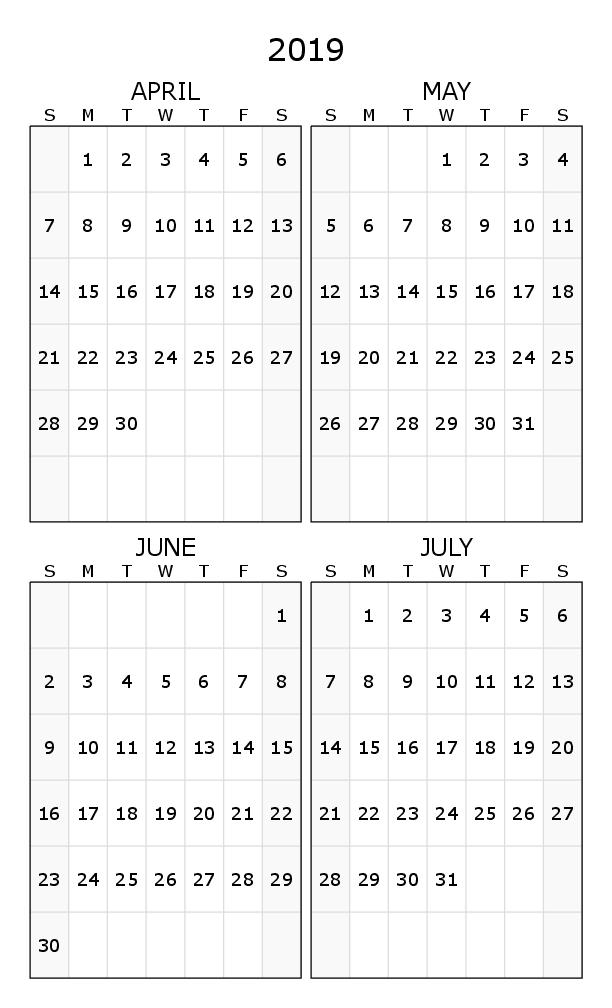 2019
APRIL
S M T W T F S
1 2 3 4 5 6
7 8 9 10 11 12 13
14 15 16 17 18 19 20
21 22 23 24 25 26 27
28 29 30
MAY
S M T W T F S
1 2 3 4
5 6 7 8 9 10 11
12 13 14 15 16 17 18
19 20 21 22 23 24 25
26 27 28 29 30 31
JUNE
S M T W T F S
1
2 3 4 5 6 7 8
9 10 11 12 13 14 15
16 17 18 19 20 21 22
23 24 25 26 27 28 29
30
JULY
S M T W T F S
1 2 3 4 5 6
7 8 9 10 11 12 13
14 15 16 17 18 19 20
21 22 23 24 25 26 27
28 29 30 31